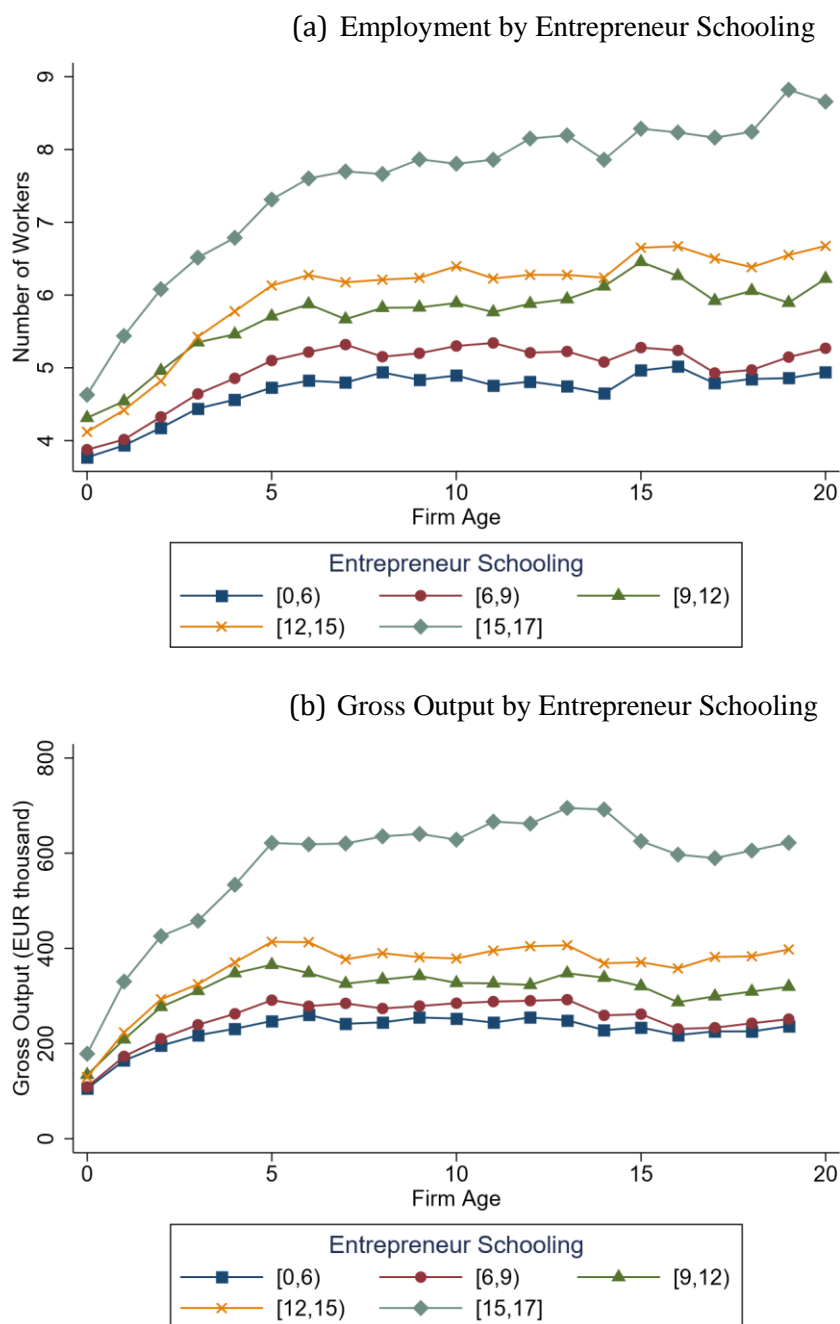 (a) Employment by Entrepreneur Schooling
Number of Workers
9
8
7
6
5
4
0 5 10 15 20
Firm Age
Entrepreneur Schooling
[0,6) [6,9) [9,12)
[12,15) [15,17]
(b) Gross Output by Entrepreneur Schooling
Gross Output (EUR thousand)
800
600
400
200
0
0 5 10 15 20
Firm Age
Entrepreneur Schooling
[0,6) [6,9) [9,12)
[12,15) [15,17]